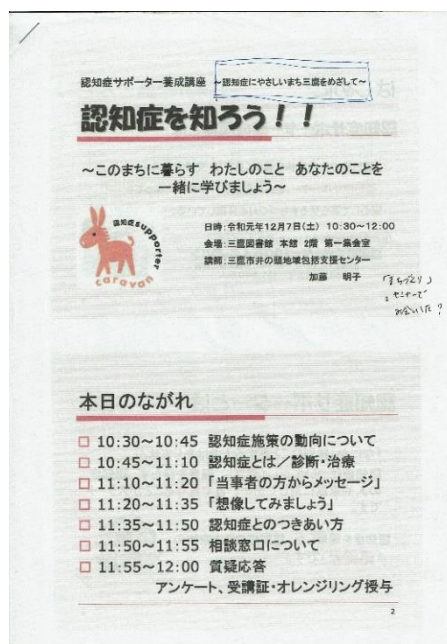 認知症サポーター養成講座 ～認知症にやさしいまち三鷹をめざして～
認知症を知ろう！！
～このまちに暮らす わたしのこと あなたのことを
一緒に学びましょう～
認知症supporter
caravan
日時:令和元年12月7日(土) 10:30～12:00
会場:三鷹図書館 本館 2階 第一集会室
講師:三鷹市井の頭地域包括支援センター
加藤 明子
本日のながれ
□ 10:30～10:45 認知症施策の動向について
□ 10:45～11:10 認知症とは／診断・治療
□ 11:10～11:20 「当事者の方からメッセージ」
□ 11:20～11:35 「想像してみましょう」
□ 11:35～11:50 認知症とのつきあい方
□ 11:50～11:55 相談窓口について
□ 11:55～12:00 質疑応答
アンケート、受講証・オレンジリング授与
2